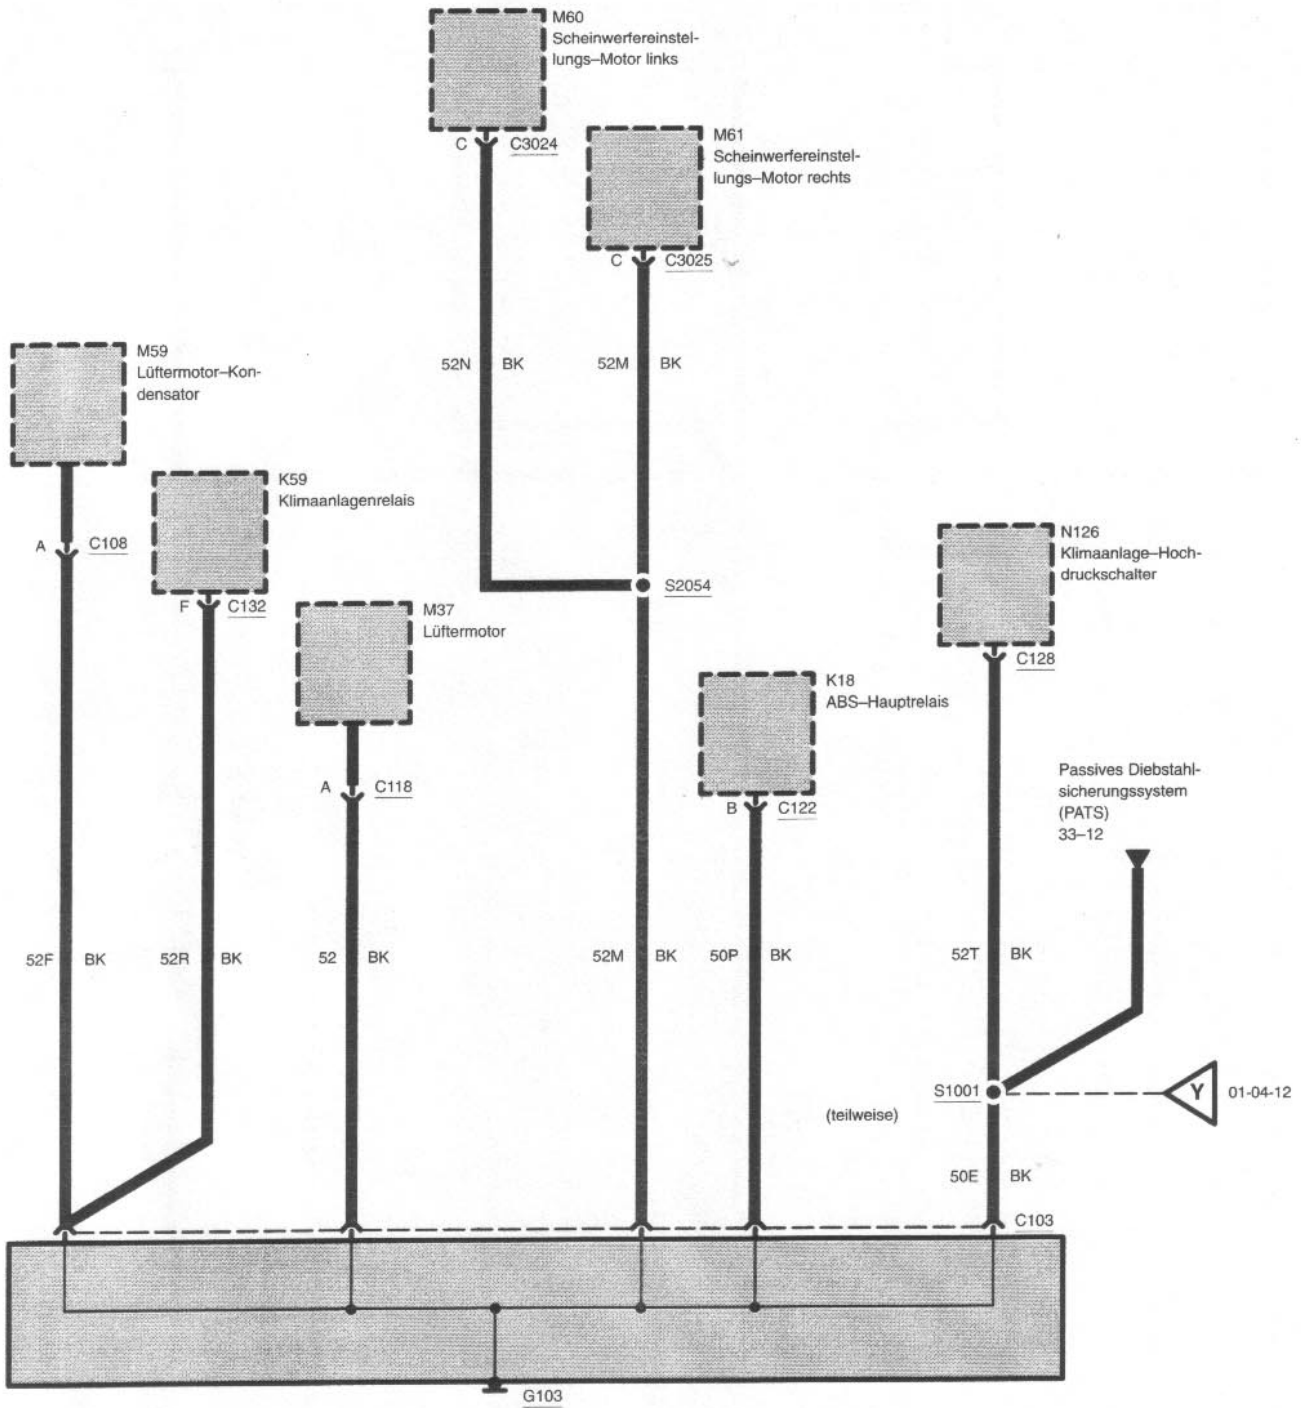 M60
Scheinwerfereinstel-
lungs–Motor links
C
C3024
M61
Scheinwerfereinstel-
lungs–Motor rechts
C
C3025
52N
BK
52M
BK
M59
Lüftermotor–Kon-
densator
A
C108
K59
Klimaanlagenrelais
F
C132
M37
Lüftermotor
A
C118
S2054
K18
ABS–Hauptrelais
B
C122
N126
Klimaanlage–Hoch-
druckschalter
C128
Passives Diebstahl-
sicherungssystem
(PATS)
33–12
52F
BK
52R
BK
52
BK
52M
BK
50P
BK
52T
BK
S1001
Y
01-04-12
(teilweise)
50E
BK
C103
G103